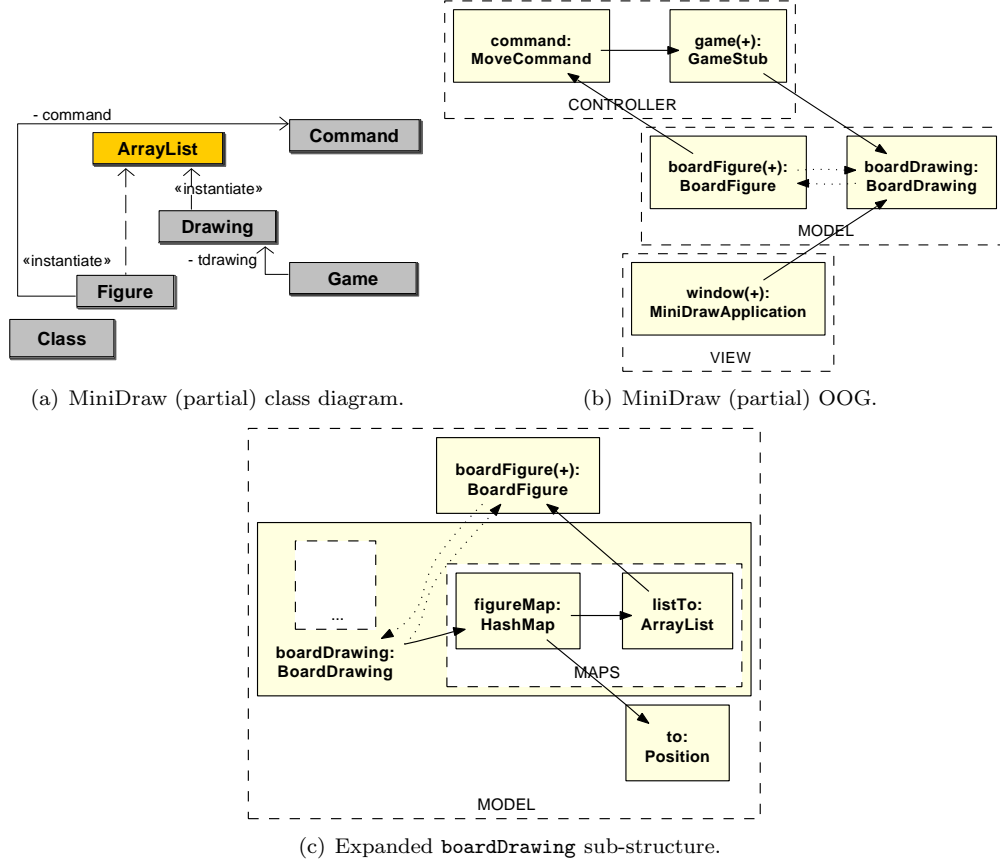 - command
ArrayList
Command
«instantiate»
Drawing
- tdrawing
«instantiate»
Game
Figure
Class
(a) MiniDraw (partial) class diagram.
command:
MoveCommand
game(+):
GameStub
CONTROLLER
boardFigure(+):
BoardFigure
boardDrawing:
BoardDrawing
MODEL
window(+):
MiniDrawApplication
VIEW
(b) MiniDraw (partial) OOG.
boardFigure(+):
BoardFigure
...
boardDrawing:
BoardDrawing
figureMap:
HashMap
listTo:
ArrayList
MAPS
to:
Position
MODEL
(c) Expanded boardDrawing sub-structure.